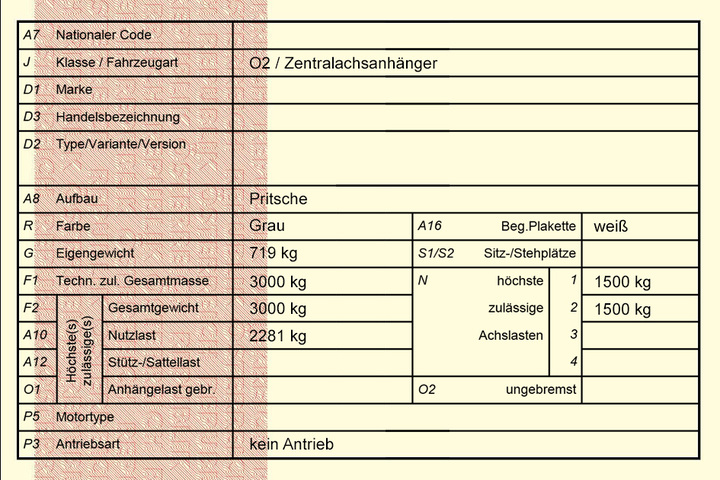 A7 Nationaler Code
J Klasse / Fahrzeugart O2 / Zentralachsanhänger
D1 Marke
D3 Handelsbezeichnung
D2 Type/Variante/Version
A8 Aufbau Pritsche
R Farbe Grau A16 Beg.Plakette weiß
G Eigengewicht 719 kg S1/S2 Sitz-/Stehplätze
F1 Techn. zul. Gesamtmasse 3000 kg N höchste 1 1500 kg
F2 Höchste(s) zulässige(s) Gesamtgewicht 3000 kg zulässige 2 1500 kg
A10 Nutzlast 2281 kg Achslasten 3
A12 Stütz-/Sattellast 4
O1 Anhängelast gebr. O2 ungebremst
P5 Motortype
P3 Antriebsart kein Antrieb